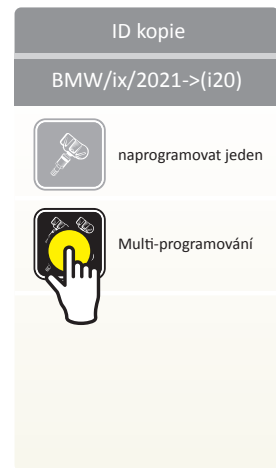 ID kopie
BMW/ix/2021->(i20)
naprogramovat jeden
Multi-programování